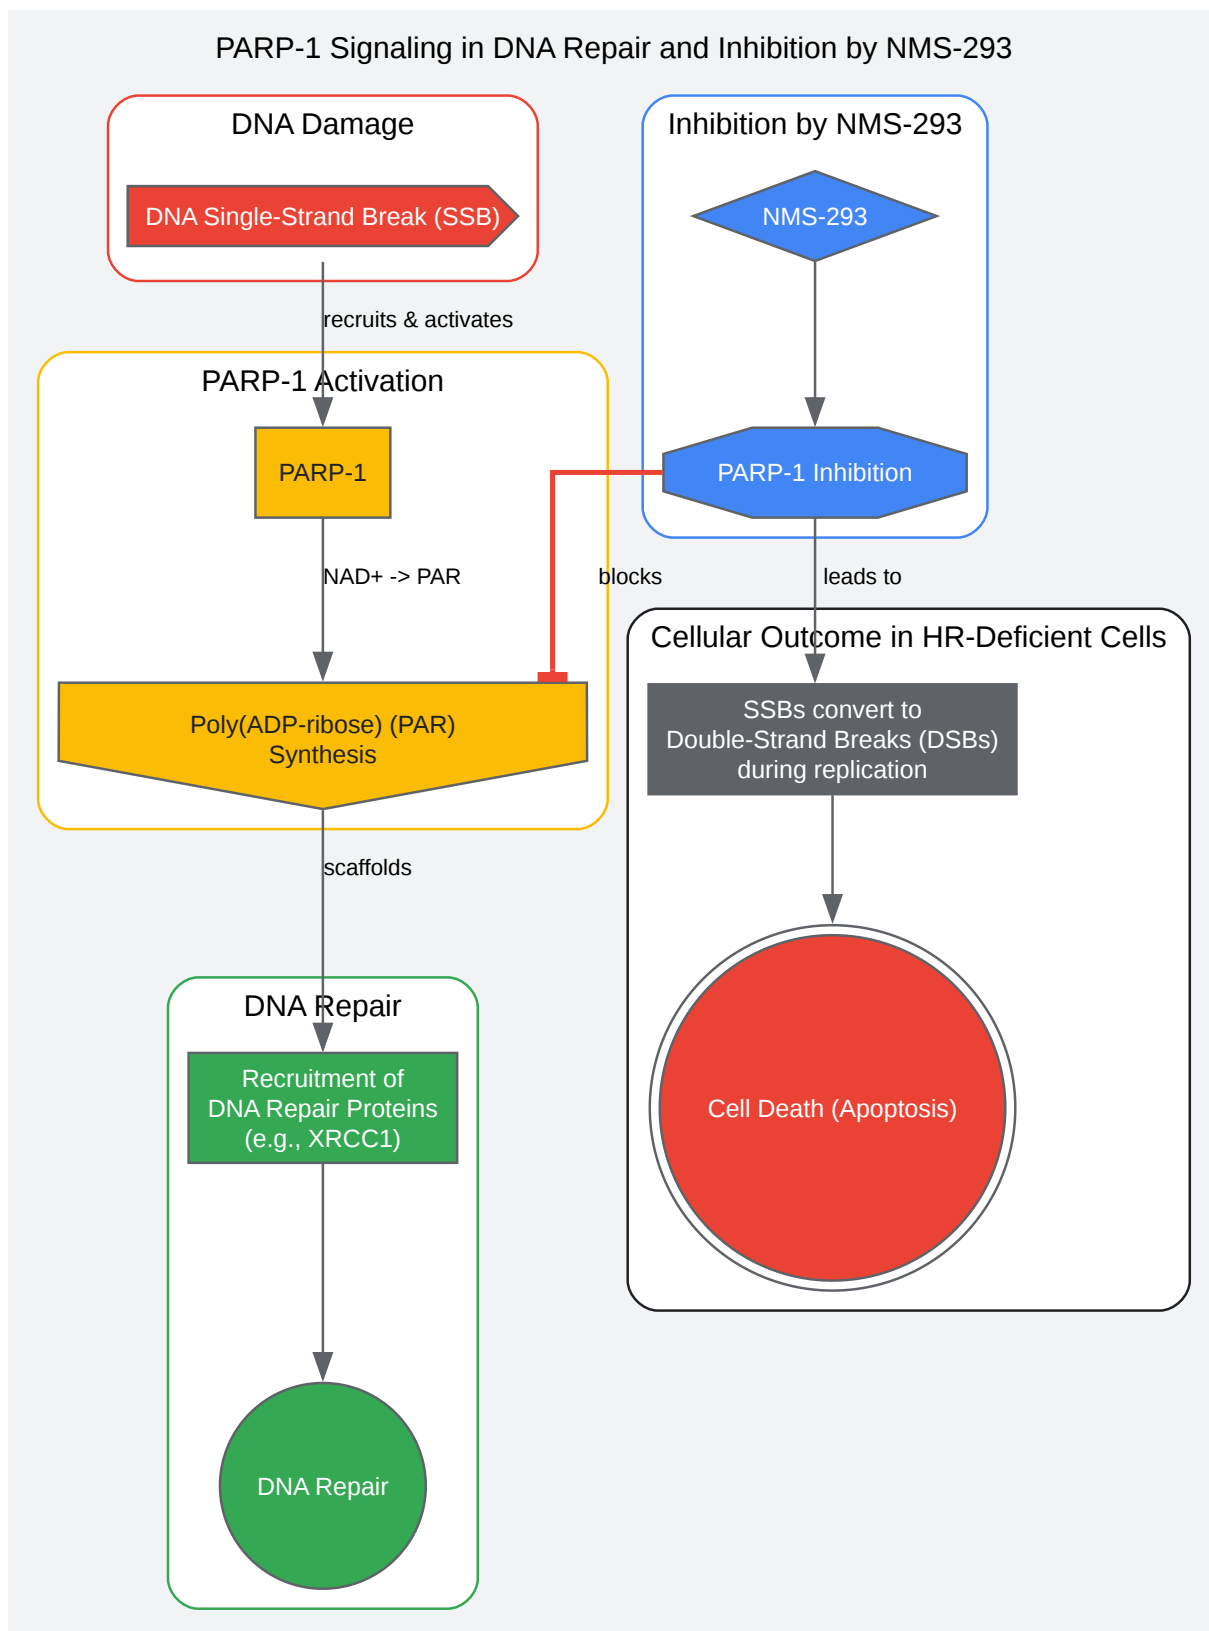 PARP-1 Signaling in DNA Repair and Inhibition by NMS-293
DNA Damage
DNA Single-Strand Break (SSB)
recruits & activates
PARP-1 Activation
PARP-1
NAD+ -> PAR
Poly(ADP-ribose) (PAR)
Synthesis
scaffolds
DNA Repair
Recruitment of
DNA Repair Proteins
(e.g., XRCC1)
DNA Repair
Inhibition by NMS-293
NMS-293
PARP-1 Inhibition
blocks
leads to
Cellular Outcome in HR-Deficient Cells
SSBs convert to
Double-Strand Breaks (DSBs)
during replication
Cell Death (Apoptosis)